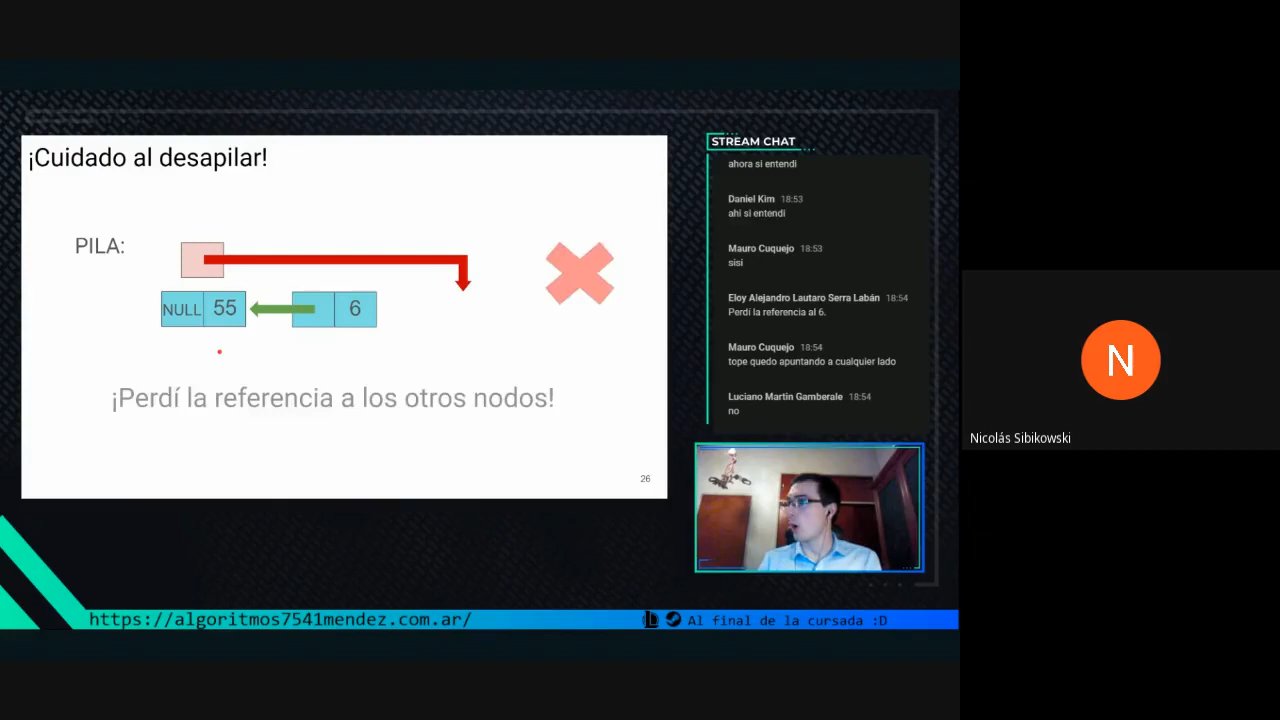 ¡Cuidado al desapilar!
PILA:
NULL 55 6
¡Perdí la referencia a los otros nodos!
26
STREAM CHAT
ahora si entendi
Daniel Kim 18:53
ahi si entendi
Mauro Cuquejo 18:53
sisi
Eloy Alejandro Lautaro Serra Labán 18:54
Perdí la referencia al 6.
Mauro Cuquejo 18:54
tope quedo apuntando a cualquier lado
Luciano Martin Gamberale 18:54
no
https://algoritmos7541mendez.com.ar/
Al final de la cursada :D
N
Nicolás Sibikowski